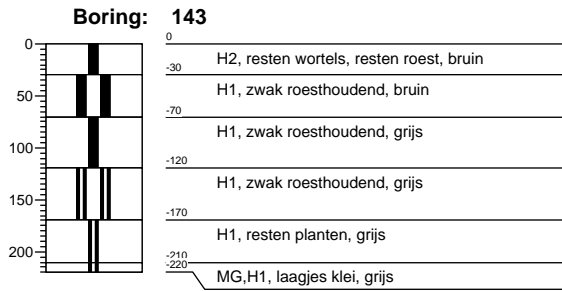 Boring: 143
0
0
H2, resten wortels, resten roest, bruin
-30
50
H1, zwak roesthoudend, bruin
-70
100
H1, zwak roesthoudend, grijs
-120
150
H1, zwak roesthoudend, grijs
-170
200
H1, resten planten, grijs
-210
-220
MG,H1, laagjes klei, grijs